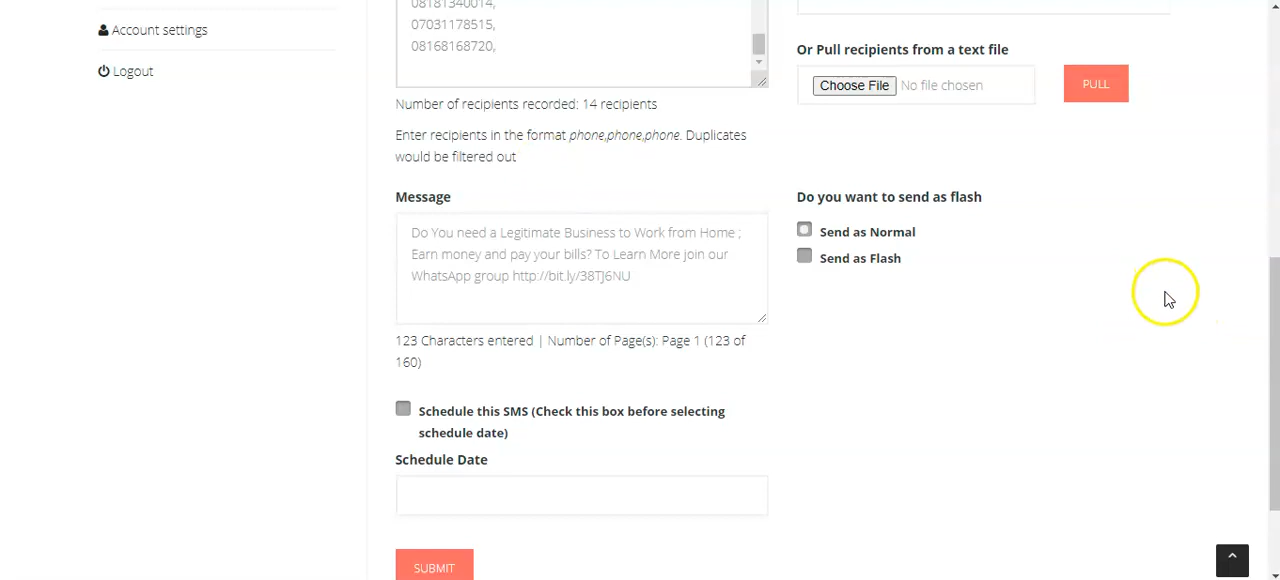 Account settings
Logout
08181340014,
07031178515,
08168168720,
Number of recipients recorded: 14 recipients
Enter recipients in the format phone,phone,phone. Duplicates
would be filtered out
Message
Do You need a Legitimate Business to Work from Home ;
Earn money and pay your bills? To Learn More join our
WhatsApp group http://bit.ly/38TJ6NU
123 Characters entered | Number of Page(s): Page 1 (123 of
160)
Schedule this SMS (Check this box before selecting
schedule date)
Schedule Date
SUBMIT
Or Pull recipients from a text file
Choose File No file chosen
PULL
Do you want to send as flash
Send as Normal
Send as Flash